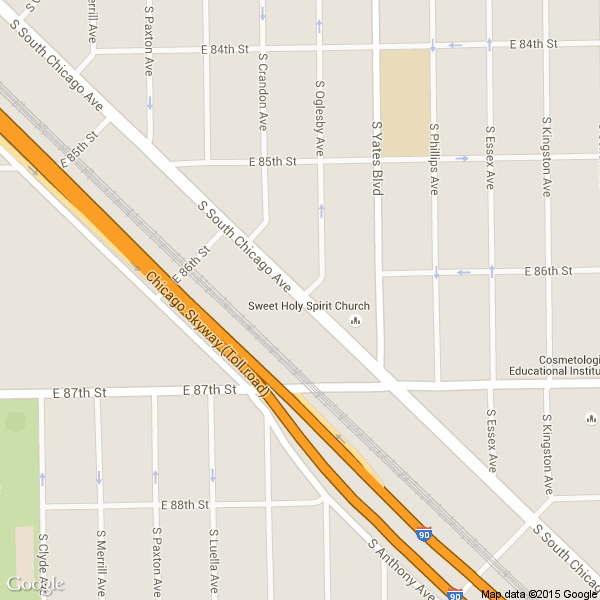 S Merrill Ave
S Paxton Ave
E 84th St
E 84th St
S South Chicago Ave
S Crandon Ave
S Oglesby Ave
S Yates Blvd
S Phillips Ave
S Essex Ave
S Kingston Ave
E 85th St
E 85th St
S South Chicago Ave
E 86th St
E 86th St
Chicago Skyway (Toll road)
Sweet Holy Spirit Church
Cosmetologi
Educational Institu
E 87th St
E 87th St
S Essex Ave
S Kingston Ave
E 88th St
S Clyde Ave
S Merrill Ave
S Paxton Ave
S Luella Ave
S Anthony Ave
90
90
S South Chicag
Google
Map data ©2015 Google